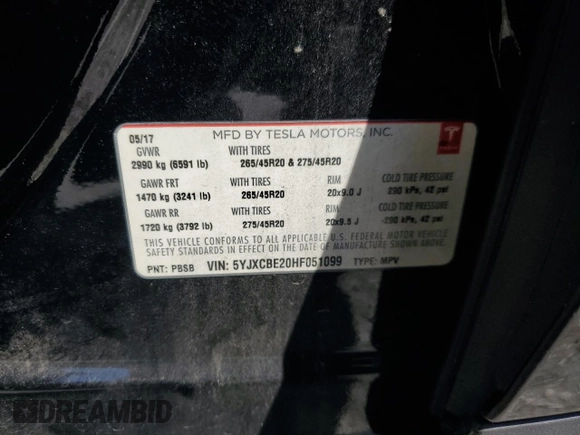 MFD BY TESLA MOTORS, INC.
05/17
GVWR WITH TIRES
2990 kg (6591 lb) 265/45R20 & 275/45R20
GAWR FRT WITH TIRES RIM COLD TIRE PRESSURE
1470 kg (3241 lb) 265/45R20 20x9.0 J 290 kPa, 42 psi
GAWR RR WITH TIRES RIM COLD TIRE PRESSURE
1720 kg (3792 lb) 275/45R20 20x9.5 J 290 kPa, 42 psi
THIS VEHICLE CONFORMS TO ALL APPLICABLE U.S. FEDERAL MOTOR VEHICLE
SAFETY, BUMPER, AND THEFT PREVENTION STANDARDS IN EFFECT ON THE
DATE OF MANUFACTURE SHOWN ABOVE.
PNT: PBSB VIN: 5YJXCBE20HF051099 TYPE: MPV
DREAMBID